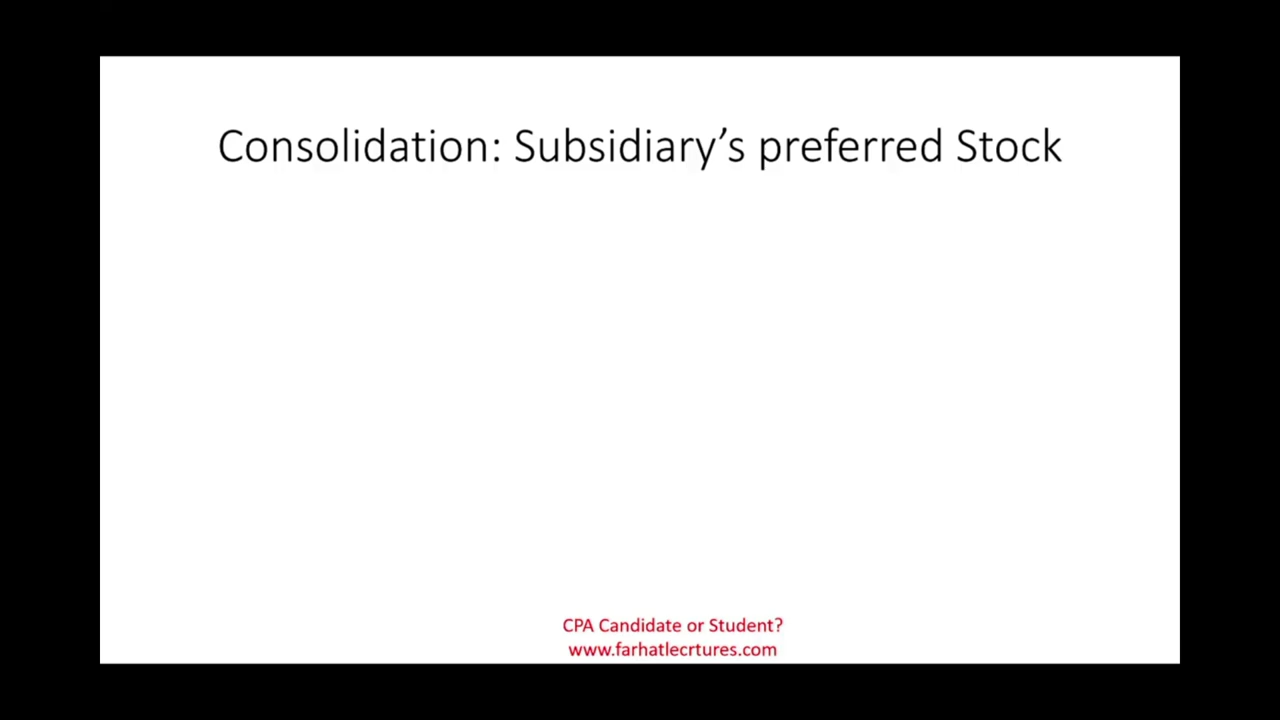 Consolidation: Subsidiary’s preferred Stock
CPA Candidate or Student?
www.farhatlecrtures.com